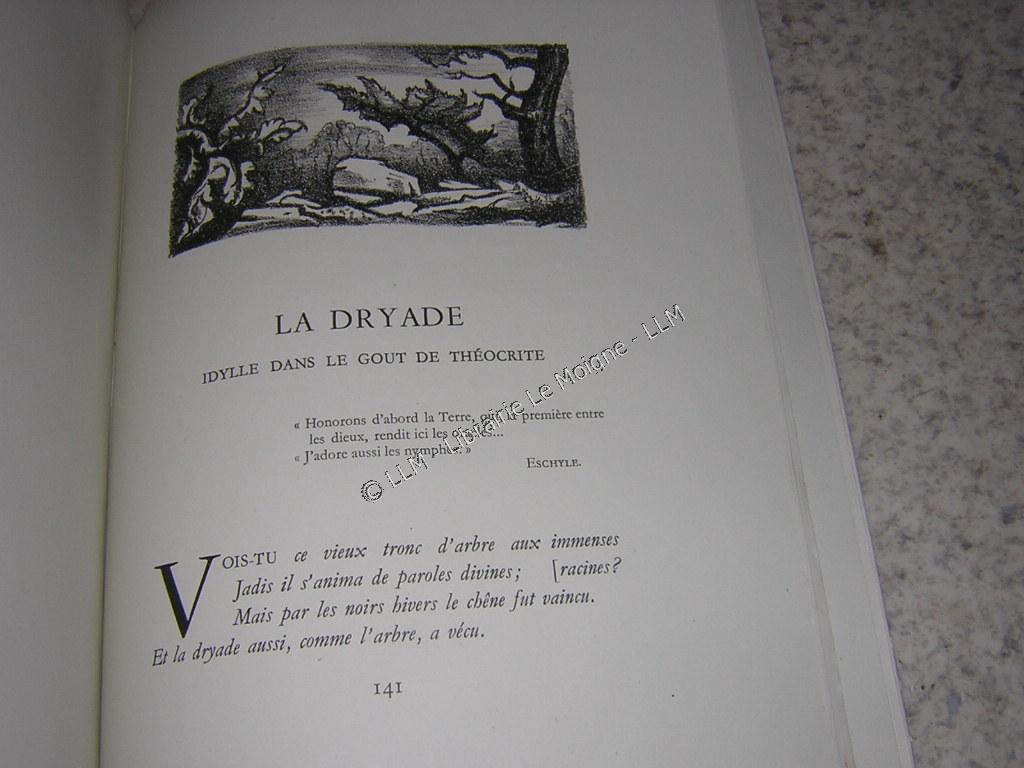 LA DRYADE
IDYLLE DANS LE GOUT DE THÉOCRITE
« Honorons d'abord la Terre, qui, la première entre
les dieux, rendit ici les
« J'adore aussi les nymphes. »
ESCHYLE.
VOIS-TU ce vieux tronc d'arbre aux immenses
Jadis il s'anima de paroles divines; [racines?
Mais par les noirs hivers le chêne fut vaincu.
Et la dryade aussi, comme l'arbre, a vécu.
141
© LLM - Librairie Le Moigne - LLM